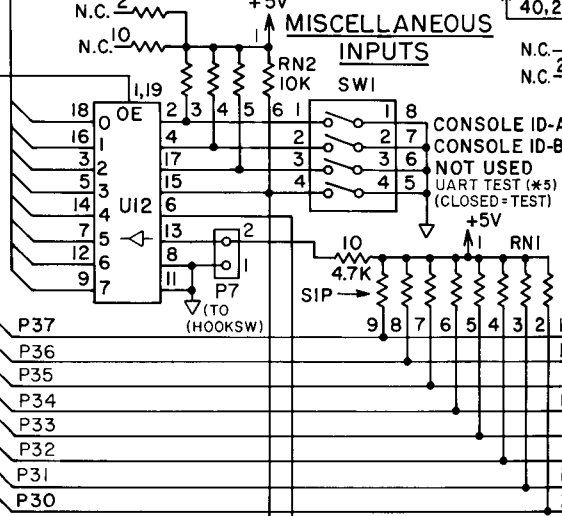 2
N.C.
10
N.C.
+5V
1
MISCELLANEOUS
INPUTS
40,2
N.C.
N.C. 2
RN2
10K
SW1
1,19
OE
18 0 2 3 4 5 6 1 1 8 CONSOLE ID-A
16 1 4 2 2 7 CONSOLE ID-B
3 2 17 3 3 6 NOT USED
5 3 15 4 4 5 UART TEST (*5)
(CLOSED=TEST)
14 4 U12 6
+5V
7 5 13 2 10 1 RN1
4.7K
12 6 8 1
9 7 11 P7 SIP
(TO
HOOKSW)
9 8 7 6 5 4 3 2
P37
P36
P35
P34
P33
P32
P31
P30